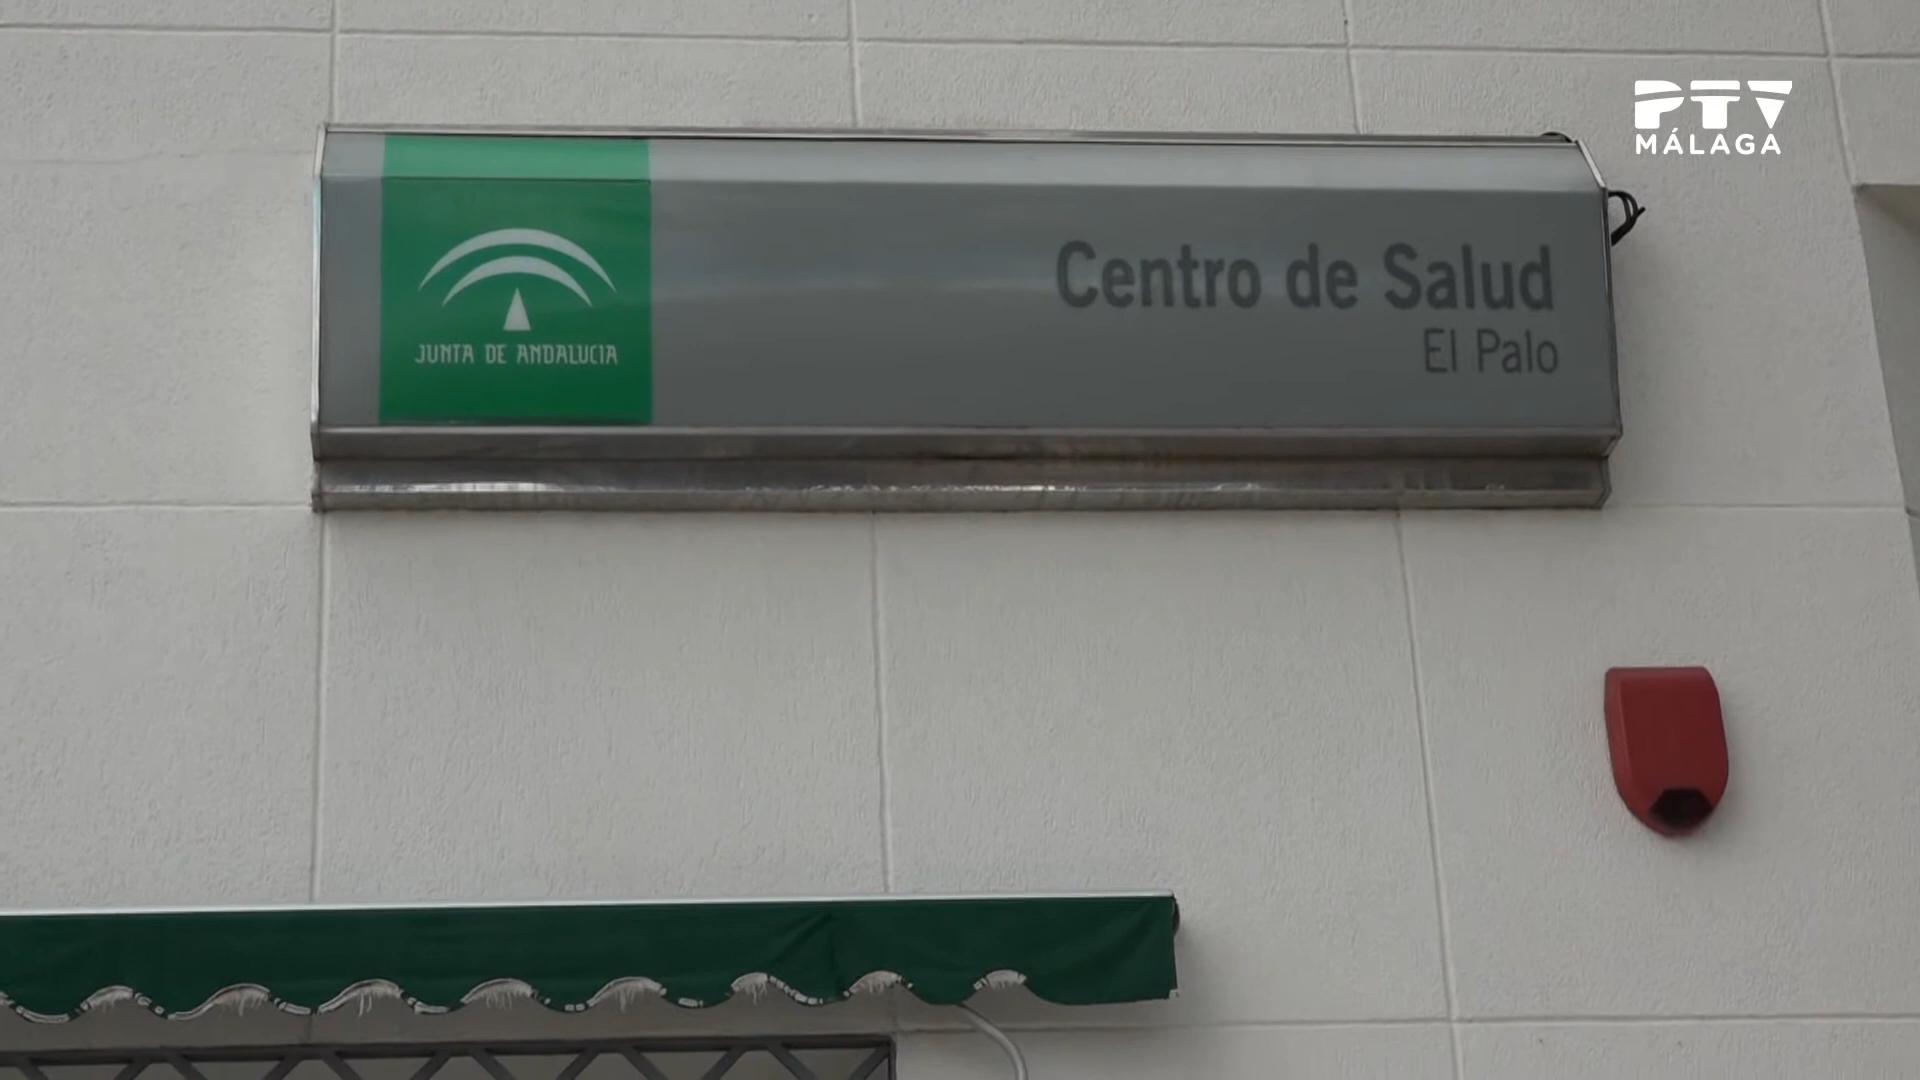 PTV
MÁLAGA
JUNTA DE ANDALUCIA
Centro de Salud
El Palo